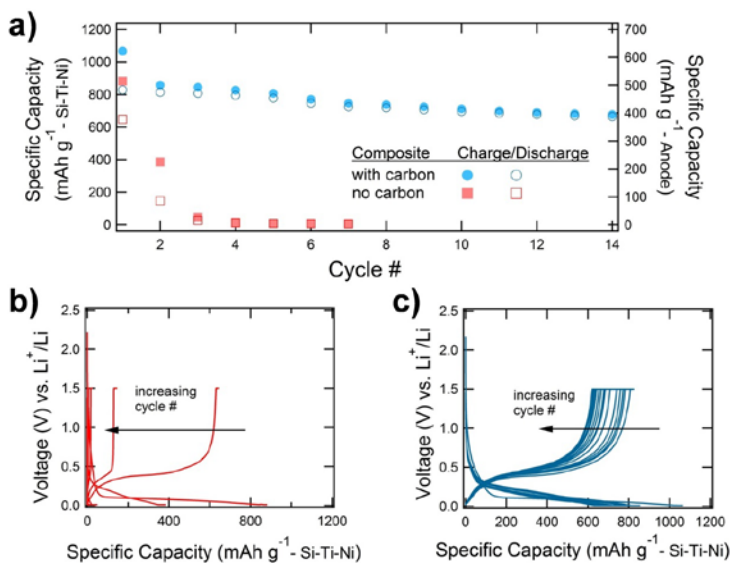 a)
1200
1000
800
600
400
200
0
Specific Capacity
(mAh g⁻¹ - Si-Ti-Ni)
700
600
500
400
300
200
100
0
Specific Capacity
(mAh g⁻¹ - Anode)
Composite Charge/Discharge
with carbon
no carbon
2 4 6 8 10 12 14
Cycle #
b)
2.5
2.0
1.5
1.0
0.5
0.0
Voltage (V) vs. Li⁺/Li
increasing
cycle #
0 400 800 1200
Specific Capacity (mAh g⁻¹- Si-Ti-Ni)
c)
2.5
2.0
1.5
1.0
0.5
0.0
Voltage (V) vs. Li⁺/Li
increasing
cycle #
0 200 400 600 800 1000 1200
Specific Capacity (mAh g⁻¹- Si-Ti-Ni)